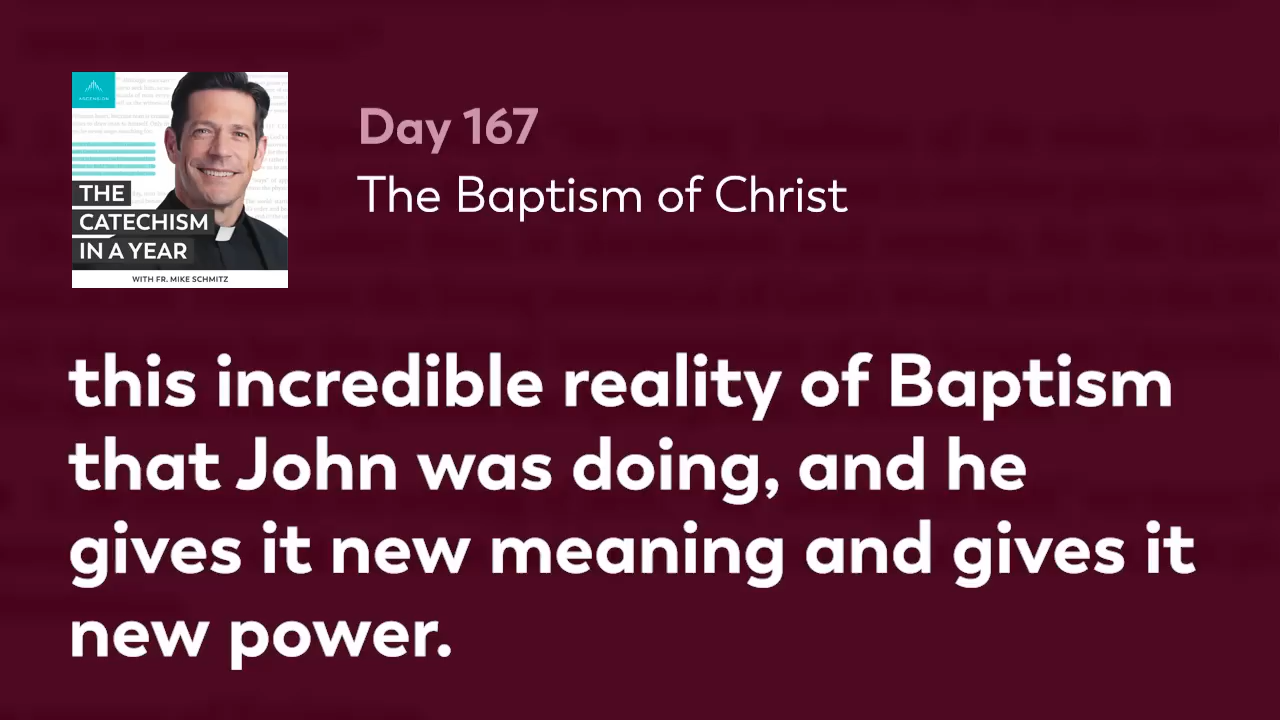 ASCENSION
THE
CATECHISM
IN A YEAR
WITH FR. MIKE SCHMITZ
Day 167
The Baptism of Christ
this incredible reality of Baptism
that John was doing, and he
gives it new meaning and gives it
new power.